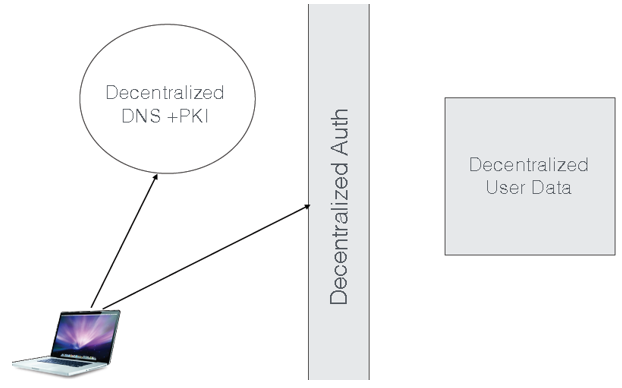 Decentralized
DNS +PKI
Decentralized Auth
Decentralized
User Data